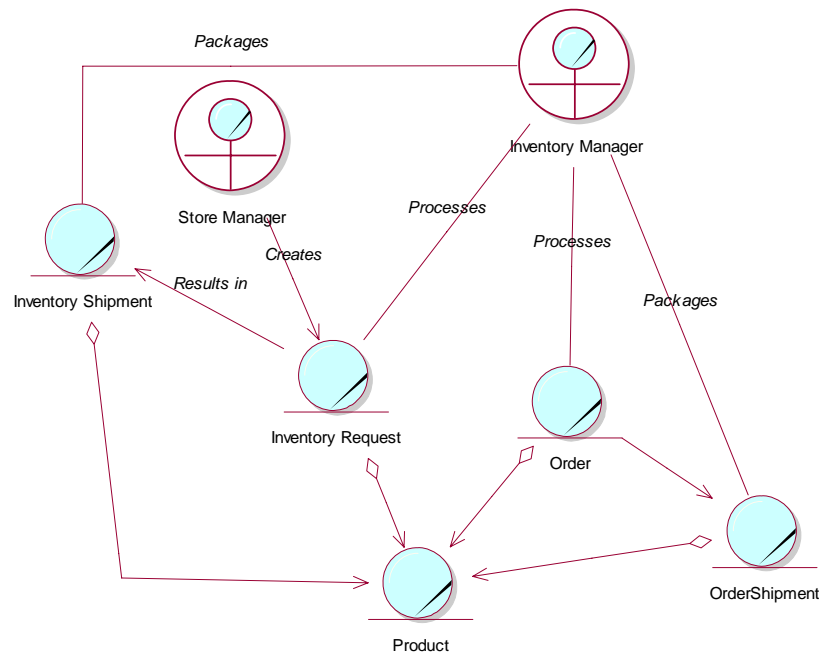 Packages
Inventory Manager
Store Manager
Processes
Processes
Creates
Results in
Inventory Shipment
Packages
Inventory Request
Order
OrderShipment
Product